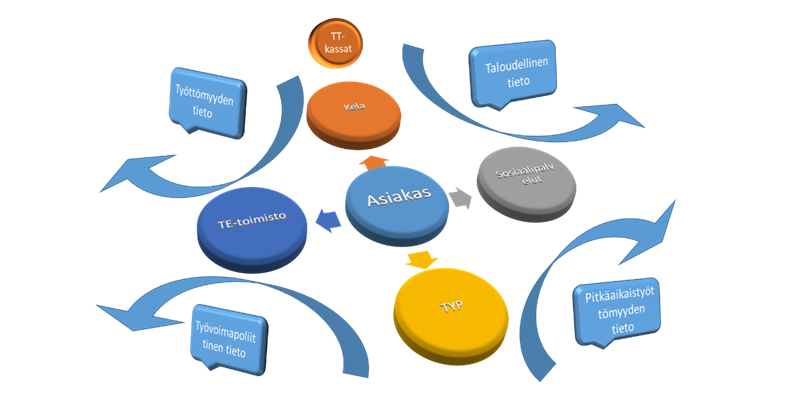 TT-
kassat
Taloudellinen
tieto
Työttömyyden
tieto
Kela
Sosiaalipalv
elut
Asiakas
TE-toimisto
TYP
Pitkäaikaistyöt
tömyyden
tieto
Työvoimapoliit
tinen tieto